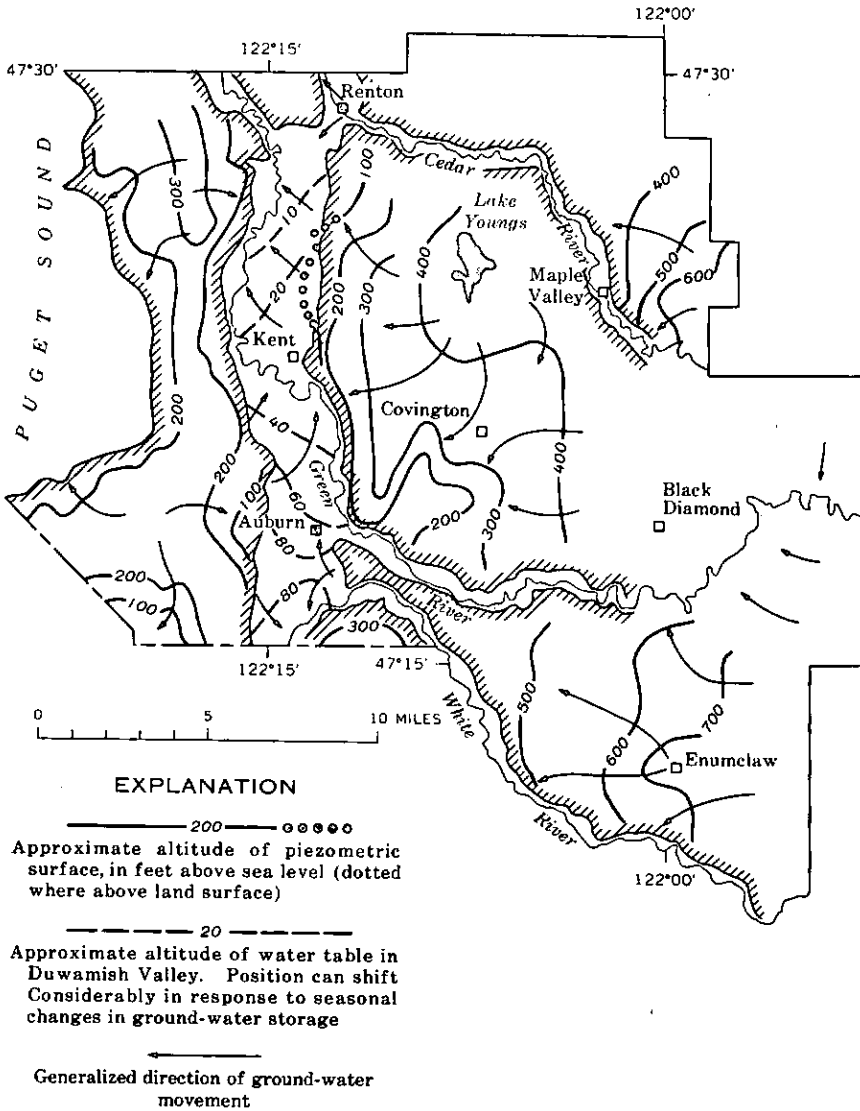 122°00'
122°15'
47°30'
47°30'
Renton
PUGET SOUND
Cedar
River
100
10
300
400
Lake
Youngs
400
500
600
20
200
300
400
Maple
Valley
Kent
Covington
200
40
Green
400
200
100
60
Auburn
80
200
300
Black
Diamond
200
100
80
River
300
122°15'
47°15'
500
600
700
White
River
Enumclaw
122°00'
0 5 10 MILES
EXPLANATION
200
Approximate altitude of piezometric
surface, in feet above sea level (dotted
where above land surface)
20
Approximate altitude of water table in
Duwamish Valley. Position can shift
Considerably in response to seasonal
changes in ground-water storage
Generalized direction of ground-water
movement